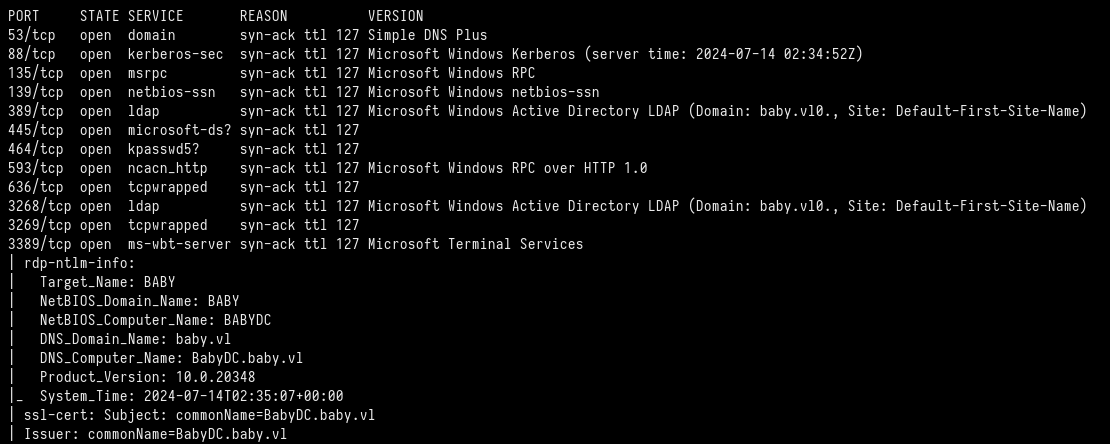 PORT     STATE SERVICE       REASON          VERSION
53/tcp   open  domain        syn-ack ttl 127 Simple DNS Plus
88/tcp   open  kerberos-sec  syn-ack ttl 127 Microsoft Windows Kerberos (server time: 2024-07-14 02:34:52Z)
135/tcp  open  msrpc         syn-ack ttl 127 Microsoft Windows RPC
139/tcp  open  netbios-ssn   syn-ack ttl 127 Microsoft Windows netbios-ssn
389/tcp  open  ldap          syn-ack ttl 127 Microsoft Windows Active Directory LDAP (Domain: baby.vl0., Site: Default-First-Site-Name)
445/tcp  open  microsoft-ds? syn-ack ttl 127
464/tcp  open  kpasswd5?     syn-ack ttl 127
593/tcp  open  ncacn_http    syn-ack ttl 127 Microsoft Windows RPC over HTTP 1.0
636/tcp  open  tcpwrapped    syn-ack ttl 127
3268/tcp open  ldap          syn-ack ttl 127 Microsoft Windows Active Directory LDAP (Domain: baby.vl0., Site: Default-First-Site-Name)
3269/tcp open  tcpwrapped    syn-ack ttl 127
3389/tcp open  ms-wbt-server syn-ack ttl 127 Microsoft Terminal Services
| rdp-ntlm-info:
|   Target_Name: BABY
|   NetBIOS_Domain_Name: BABY
|   NetBIOS_Computer_Name: BABYDC
|   DNS_Domain_Name: baby.vl
|   DNS_Computer_Name: BabyDC.baby.vl
|   Product_Version: 10.0.20348
|_  System_Time: 2024-07-14T02:35:07+00:00
| ssl-cert: Subject: commonName=BabyDC.baby.vl
| Issuer: commonName=BabyDC.baby.vl